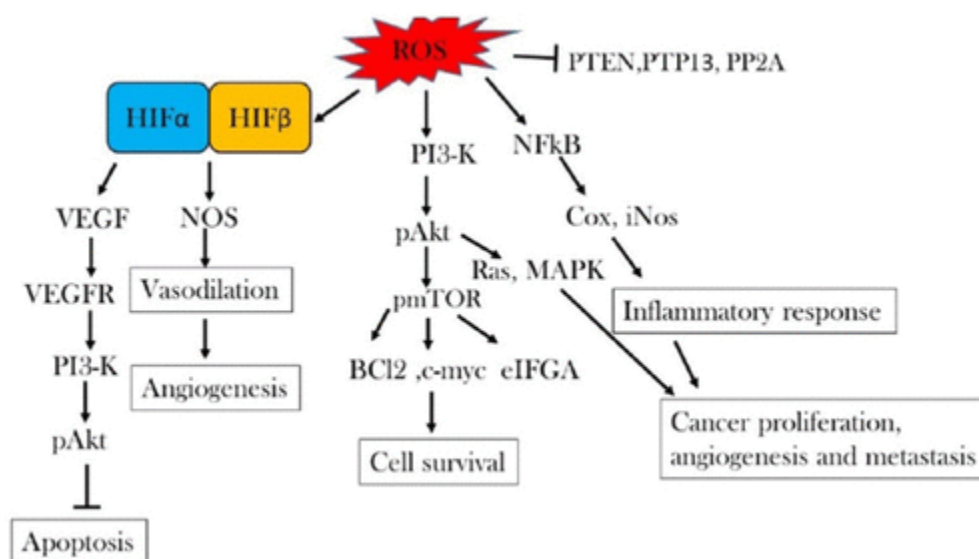 ROS
PTEN,PTP13, PP2A
HIFα
HIFβ
PI3-K
NFkB
VEGF
NOS
pAkt
Cox, iNos
VEGFR
Vasodilation
Ras, MAPK
pmTOR
Inflammatory response
PI3-K
Angiogenesis
BCl2 ,c-myc eIFGA
pAkt
Cell survival
Cancer proliferation,
angiogenesis and metastasis
Apoptosis